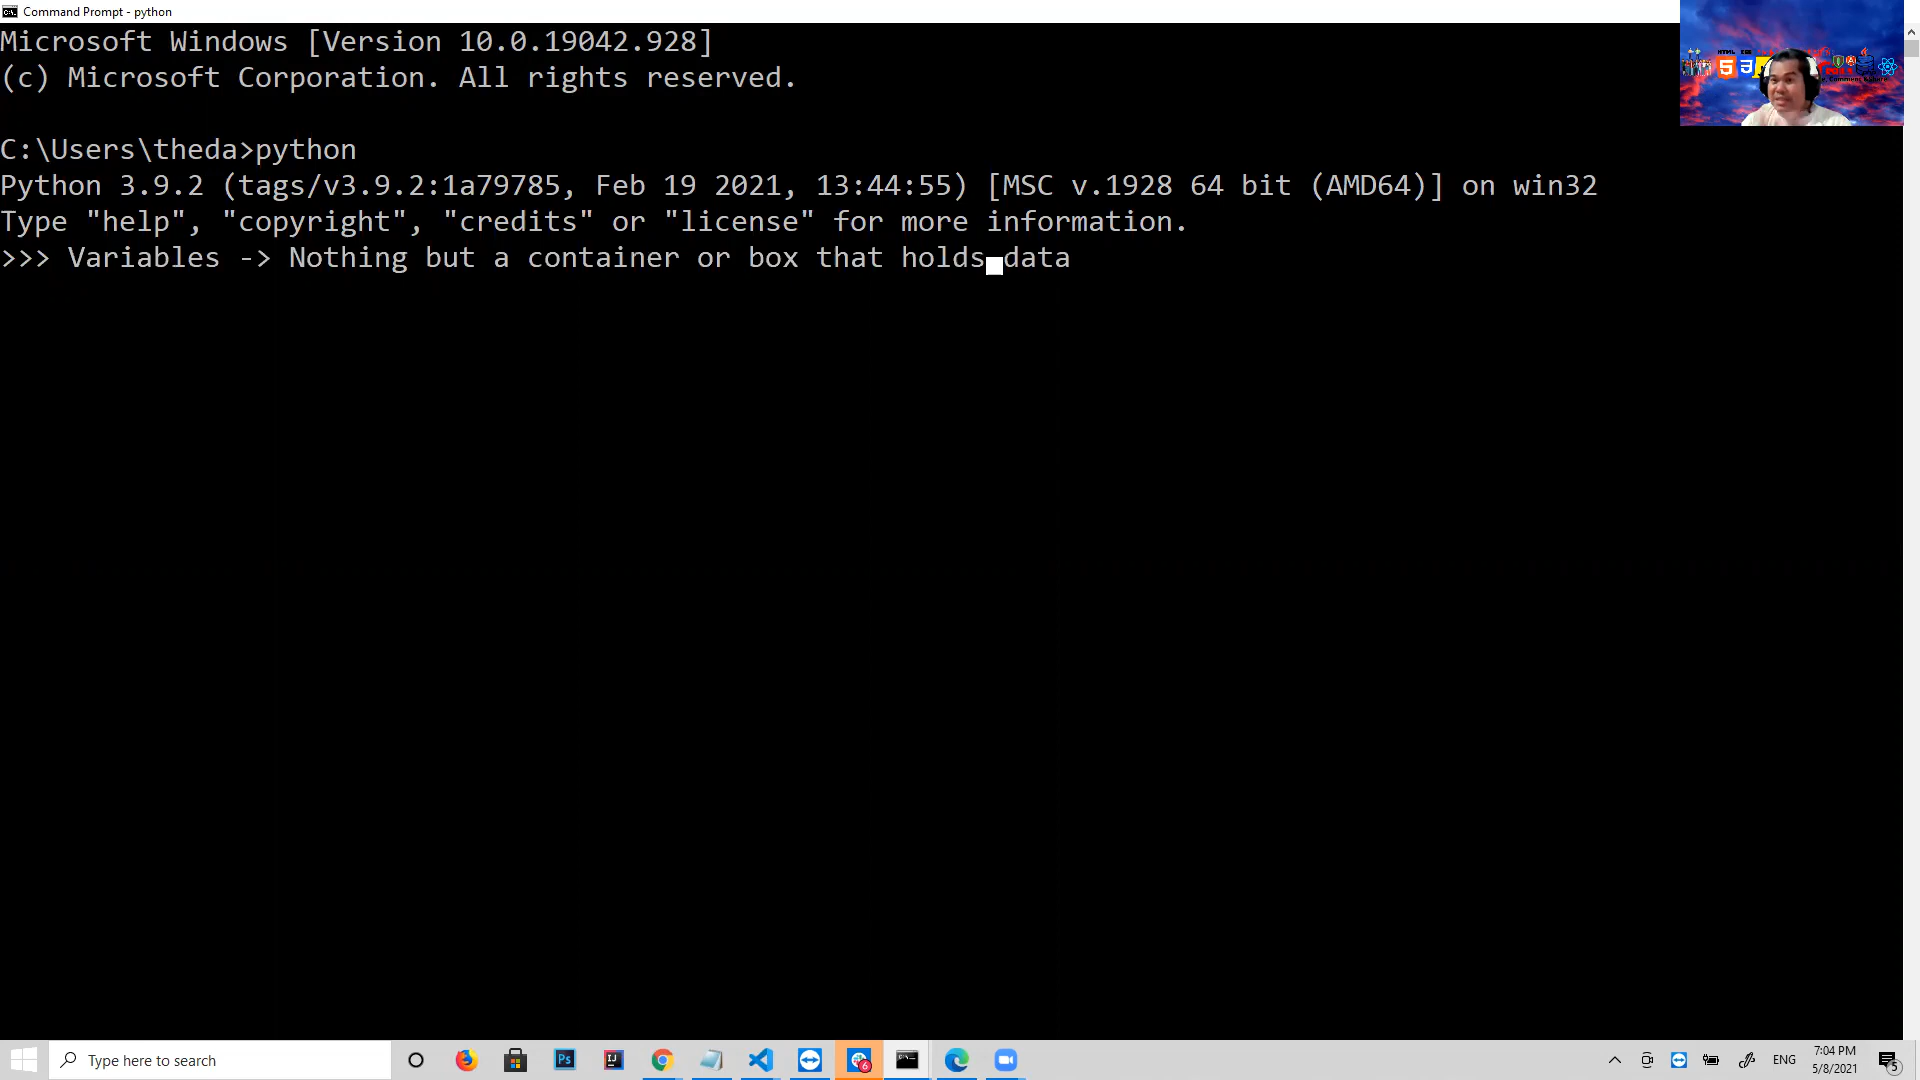 Command Prompt - python
Microsoft Windows [Version 10.0.19042.928]
(c) Microsoft Corporation. All rights reserved.
C:\Users\theda>python
Python 3.9.2 (tags/v3.9.2:1a79785, Feb 19 2021, 13:44:55) [MSC v.1928 64 bit (AMD64)] on win32
Type "help", "copyright", "credits" or "license" for more information.
>>> Variables -> Nothing but a container or box that holds data
Type here to search
ENG
7:04 PM
5/8/2021